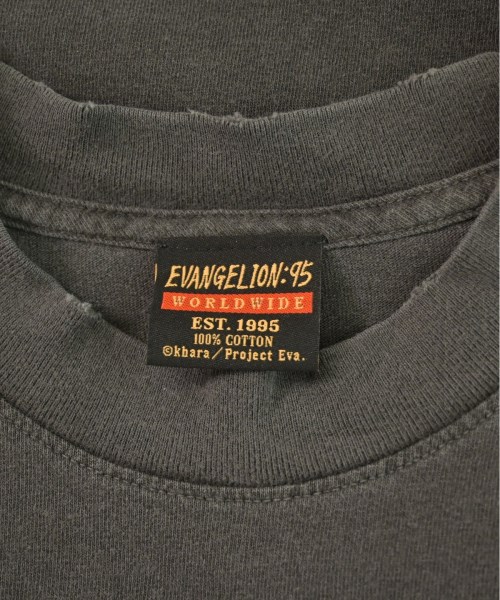 EVANGELION:95
WORLDWIDE
EST. 1995
100% COTTON
©khara/Project Eva.